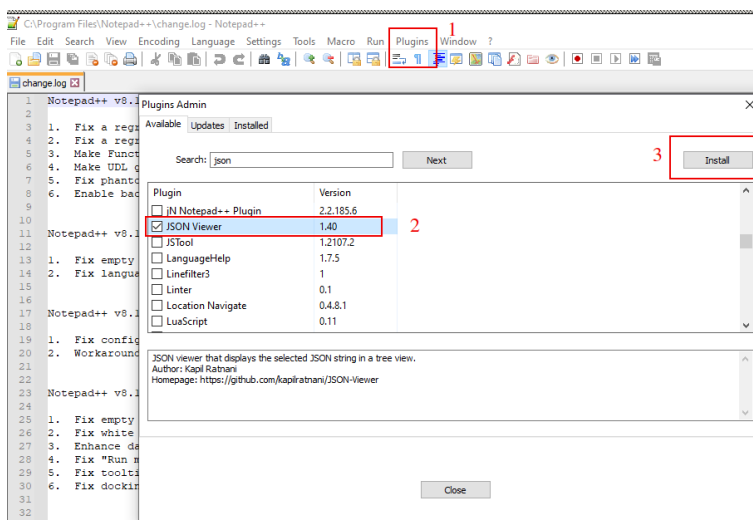 C:\Program Files\Notepad++\change.log - Notepad++
1
File Edit Search View Encoding Language Settings Tools Macro Run Plugins Window ?
change.log
1 Notepad++ v8.1
2
3 1. Fix a regr
4 2. Fix a regr
5 3. Make Funct
6 4. Make UDL g
7 5. Fix phanto
8 6. Enable bac
9
10
11 Notepad++ v8.1
12
13 1. Fix empty
14 2. Fix langua
15
16
17 Notepad++ v8.1
18
19 1. Fix config
20 2. Workaround
21
22
23 Notepad++ v8.1
24
25 1. Fix empty
26 2. Fix white
27 3. Enhance da
28 4. Fix "Run m
29 5. Fix toolti
30 6. Fix dockin
31
32
Plugins Admin
Available Updates Installed
Search: json Next 3 Install
Plugin Version
jN Notepad++ Plugin 2.2.185.6
JSON Viewer 1.40 2
JSTool 1.2107.2
LanguageHelp 1.7.5
Linefilter3 1
Linter 0.1
Location Navigate 0.4.8.1
LuaScript 0.11
JSON viewer that displays the selected JSON string in a tree view.
Author: Kapil Ratnani
Homepage: https://github.com/kapilratnani/JSON-Viewer
Close